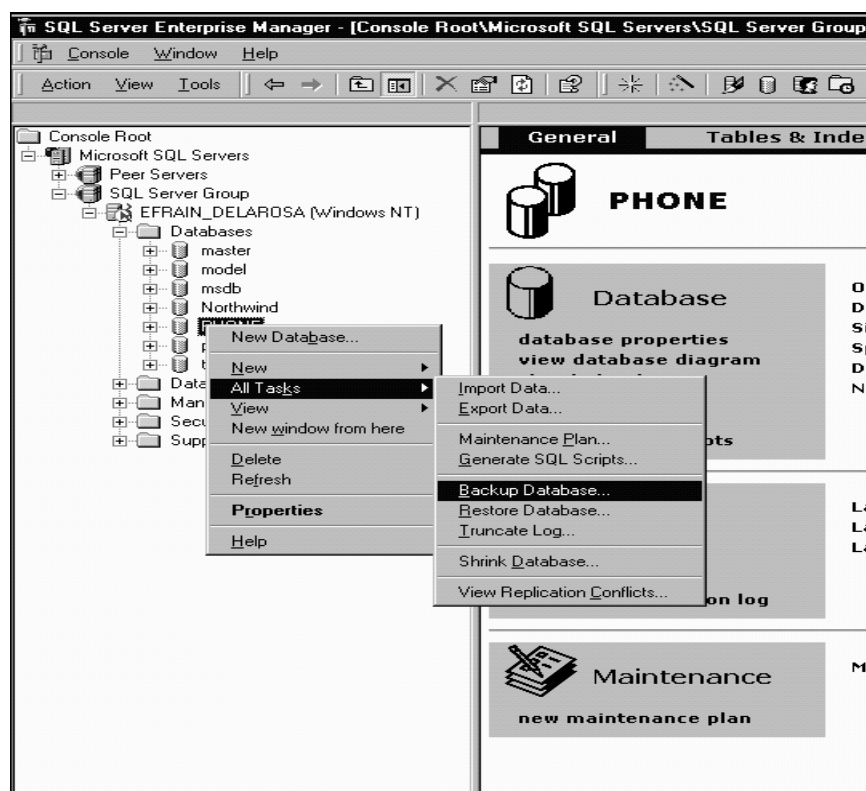 SQL Server Enterprise Manager - [Console Root\Microsoft SQL Servers\SQL Server Group
Console Window Help
Action View Tools
Console Root
Microsoft SQL Servers
Peer Servers
SQL Server Group
EFRAIN_DELAROSA (Windows NT)
Databases
master
model
msdb
Northwind
New Database...
New
All Tasks
View
New window from here
Delete
Refresh
Properties
Help
Import Data...
Export Data...
Maintenance Plan...
Generate SQL Scripts...
Backup Database...
Restore Database...
Truncate Log...
Shrink Database...
View Replication Conflicts...
General Tables & Inde
PHONE
Database
database properties
view database diagram
on log
Maintenance
new maintenance plan